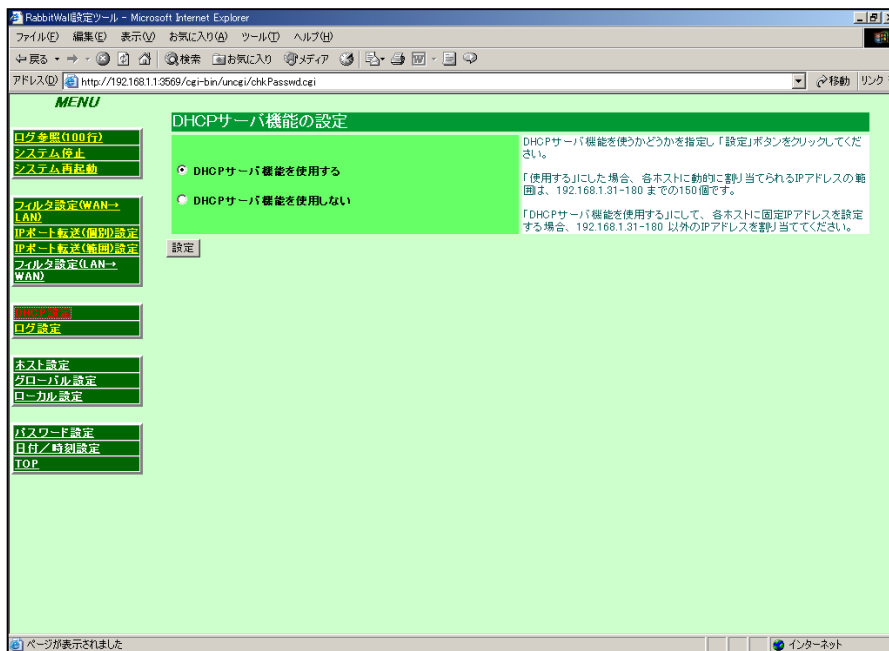 RabbitWall設定ツール - Microsoft Internet Explorer
ファイル(F) 編集(E) 表示(V) お気に入り(A) ツール(T) ヘルプ(H)
戻る 検索 お気に入り メディア
アドレス(D) http://192.168.1.1:3569/cgi-bin/uncgi/chkPasswd.cgi 移動 リンク
MENU
ログ参照(100行)
システム停止
システム再起動
フィルタ設定(WAN→
LAN)
IPポート転送(個別)設定
IPポート転送(範囲)設定
フィルタ設定(LAN→
WAN)
DHCP設定
ログ設定
ホスト設定
グローバル設定
ローカル設定
パスワード設定
日付／時刻設定
TOP
DHCPサーバ機能の設定
DHCPサーバ機能を使用する
DHCPサーバ機能を使用しない
設定
DHCPサーバ機能を使うかどうかを指定し「設定」ボタンをクリックしてくだ
さい。
「使用する」にした場合、各ホストに動的に割り当てられるIPアドレスの範
囲は、192.168.1.31-180 までの150個です。
「DHCPサーバ機能を使用する」にして、各ホストに固定IPアドレスを設定
する場合、192.168.1.31-180 以外のIPアドレスを割り当ててください。
ページが表示されました
インターネット